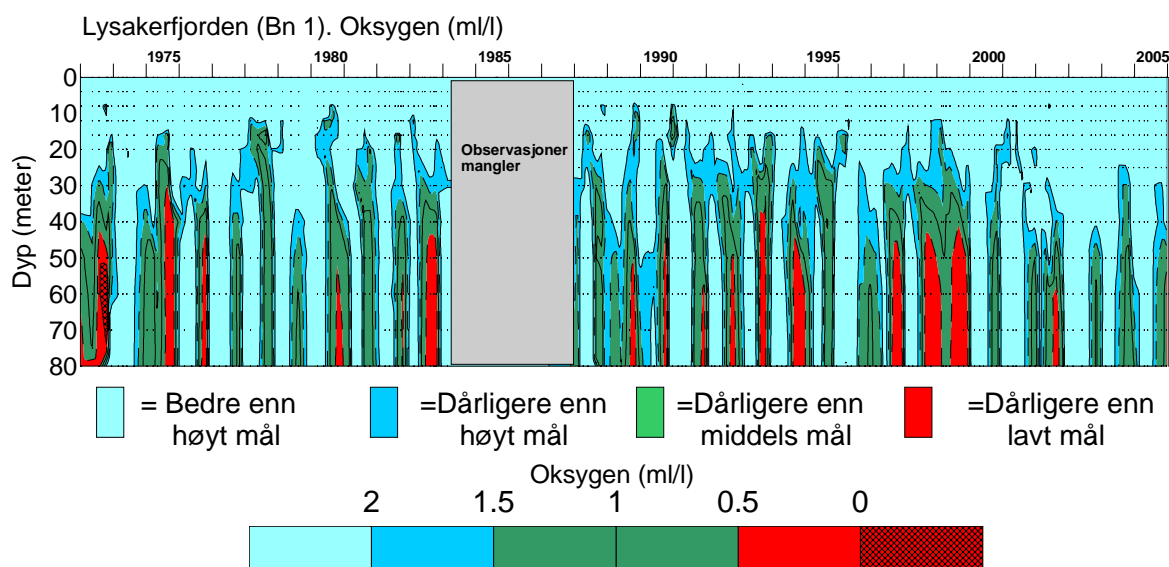 Lysakerfjorden (Bn 1). Oksygen (ml/l)
1975 1980 1985 1990 1995 2000 2005
0
10
20
30
40
50
60
70
80
Dyp (meter)
Observasjoner
mangler
= Bedre enn
høyt mål
=Dårligere enn
høyt mål
=Dårligere enn
middels mål
=Dårligere enn
lavt mål
Oksygen (ml/l)
2 1.5 1 0.5 0